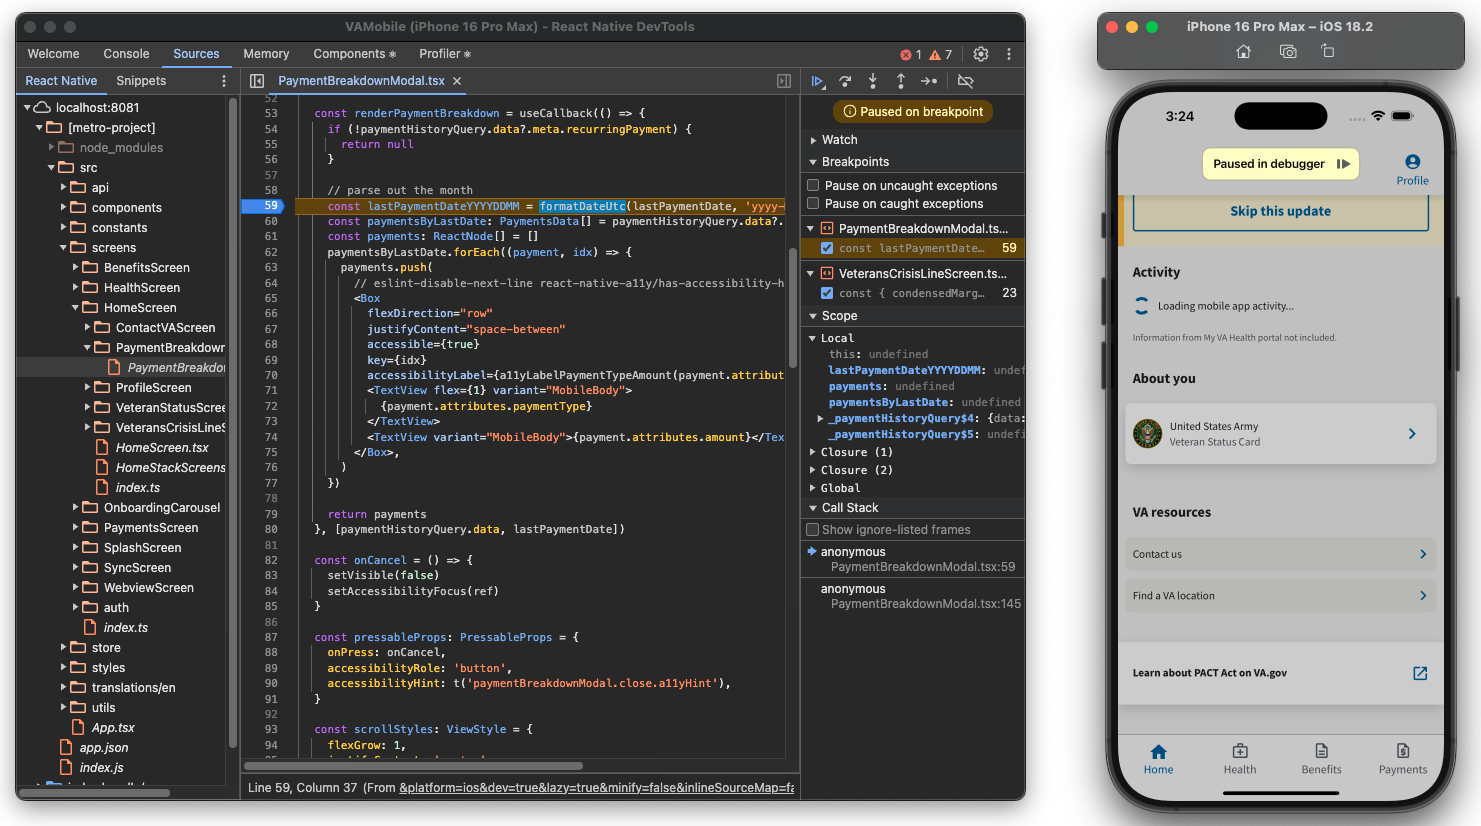 VAMobile (iPhone 16 Pro Max) - React Native DevTools
Welcome Console Sources Memory Components ⚛ Profiler ⚛ 1 7
React Native Snippets
localhost:8081
[metro-project]
node_modules
src
api
components
constants
screens
BenefitsScreen
HealthScreen
HomeScreen
ContactVAScreen
PaymentBreakdown
PaymentBreakdo
ProfileScreen
VeteranStatusScree
VeteransCrisisLineS
HomeScreen.tsx
HomeStackScreens
index.ts
OnboardingCarousel
PaymentsScreen
SplashScreen
SyncScreen
WebviewScreen
auth
index.ts
store
styles
translations/en
utils
App.tsx
app.json
index.js
PaymentBreakdownModal.tsx ×
52
53 const renderPaymentBreakdown = useCallback(() => {
54 if (!paymentHistoryQuery.data?.meta.recurringPayment) {
55 return null
56 }
57
58 // parse out the month
59 const lastPaymentDateYYYYDDMM = formatDateUtc(lastPaymentDate, 'yyyy-
60 const paymentsByLastDate: PaymentsData[] = paymentHistoryQuery.data?.
61 const payments: ReactNode[] = []
62 paymentsByLastDate.forEach((payment, idx) => {
63 payments.push(
64 // eslint-disable-next-line react-native-a11y/has-accessibility-h
65 <Box
66 flexDirection="row"
67 justifyContent="space-between"
68 accessible={true}
69 key={idx}
70 accessibilityLabel={a11yLabelPaymentTypeAmount(payment.attribut
71 <TextView flex={1} variant="MobileBody">
72 {payment.attributes.paymentType}
73 </TextView>
74 <TextView variant="MobileBody">{payment.attributes.amount}</Tex
75 </Box>,
76 )
77 })
78
79 return payments
80 }, [paymentHistoryQuery.data, lastPaymentDate])
81
82 const onCancel = () => {
83 setVisible(false)
84 setAccessibilityFocus(ref)
85 }
86
87 const pressableProps: PressableProps = {
88 onPress: onCancel,
89 accessibilityRole: 'button',
90 accessibilityHint: t('paymentBreakdownModal.close.a11yHint'),
91 }
92
93 const scrollStyles: ViewStyle = {
94 flexGrow: 1,
Line 59, Column 37 (From &platform=ios&dev=true&lazy=true&minify=false&inlineSourceMap=fa
Paused on breakpoint
Watch
Breakpoints
Pause on uncaught exceptions
Pause on caught exceptions
PaymentBreakdownModal.ts...
const lastPaymentDate… 59
VeteransCrisisLineScreen.ts...
const { condensedMarg… 23
Scope
Local
this: undefined
lastPaymentDateYYYYDDMM: undef
payments: undefined
paymentsByLastDate: undefined
_paymentHistoryQuery$4: {data:
_paymentHistoryQuery$5: undefi
Closure (1)
Closure (2)
Global
Call Stack
Show ignore-listed frames
anonymous
PaymentBreakdownModal.tsx:59
anonymous
PaymentBreakdownModal.tsx:145
iPhone 16 Pro Max – iOS 18.2
3:24
Paused in debugger
Profile
Skip this update
Activity
Loading mobile app activity...
Information from My VA Health portal not included.
About you
United States Army
Veteran Status Card
VA resources
Contact us
Find a VA location
Learn about PACT Act on VA.gov
Home Health Benefits Payments